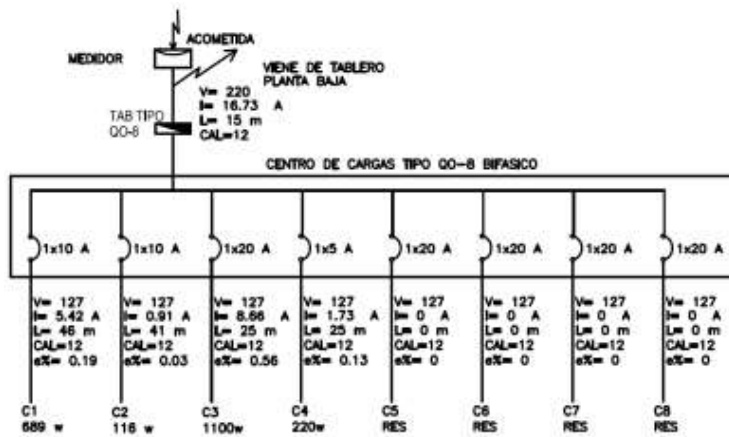 ACOMETIDA
MEDIDOR
VIENE DE TABLERO
PLANTA BAJA
V= 220
I= 16.73 A
L= 15 m
CAL=12
TAB TIPO
QO-8
CENTRO DE CARGAS TIPO QO-8 BIFASICO
1x10 A 1x10 A 1x20 A 1x5 A 1x20 A 1x20 A 1x20 A 1x20 A
V= 127 V= 127 V= 127 V= 127 V= 127 V= 127 V= 127 V= 127
I= 5.42 A I= 0.91 A I= 8.66 A I= 1.73 A I= 0 A I= 0 A I= 0 A I= 0 A
L= 46 m L= 41 m L= 25 m L= 25 m L= 0 m L= 0 m L= 0 m L= 0 m
CAL=12 CAL=12 CAL=12 CAL=12 CAL=12 CAL=12 CAL=12 CAL=12
e%= 0.19 e%= 0.03 e%= 0.56 e%= 0.13 e%= 0 e%= 0 e%= 0 e%= 0
C1 C2 C3 C4 C5 C6 C7 C8
689 w 116 w 1100w 220w RES RES RES RES